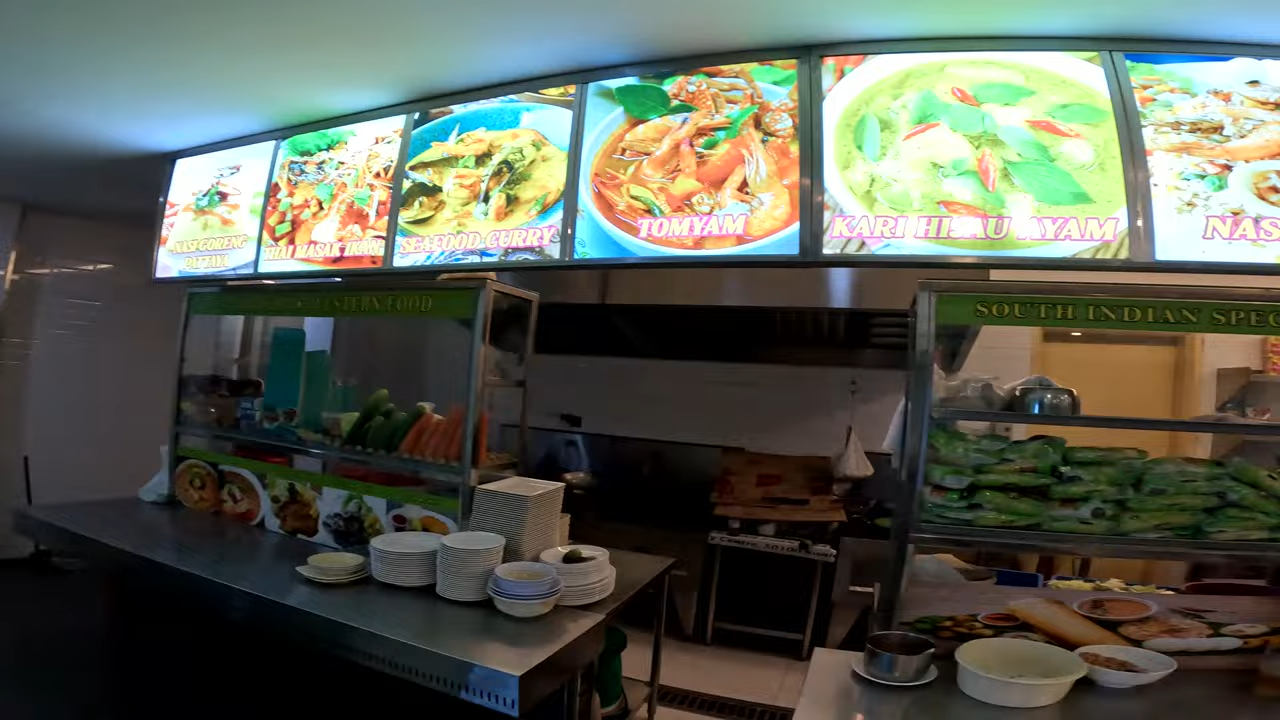 NASI GORENG
PATTAYA
THAI MASAK IKAN
SEAFOOD CURRY
TOMYAM
KARI HIJAU AYAM
NAS
WESTERN FOOD
SOUTH INDIAN SPEC